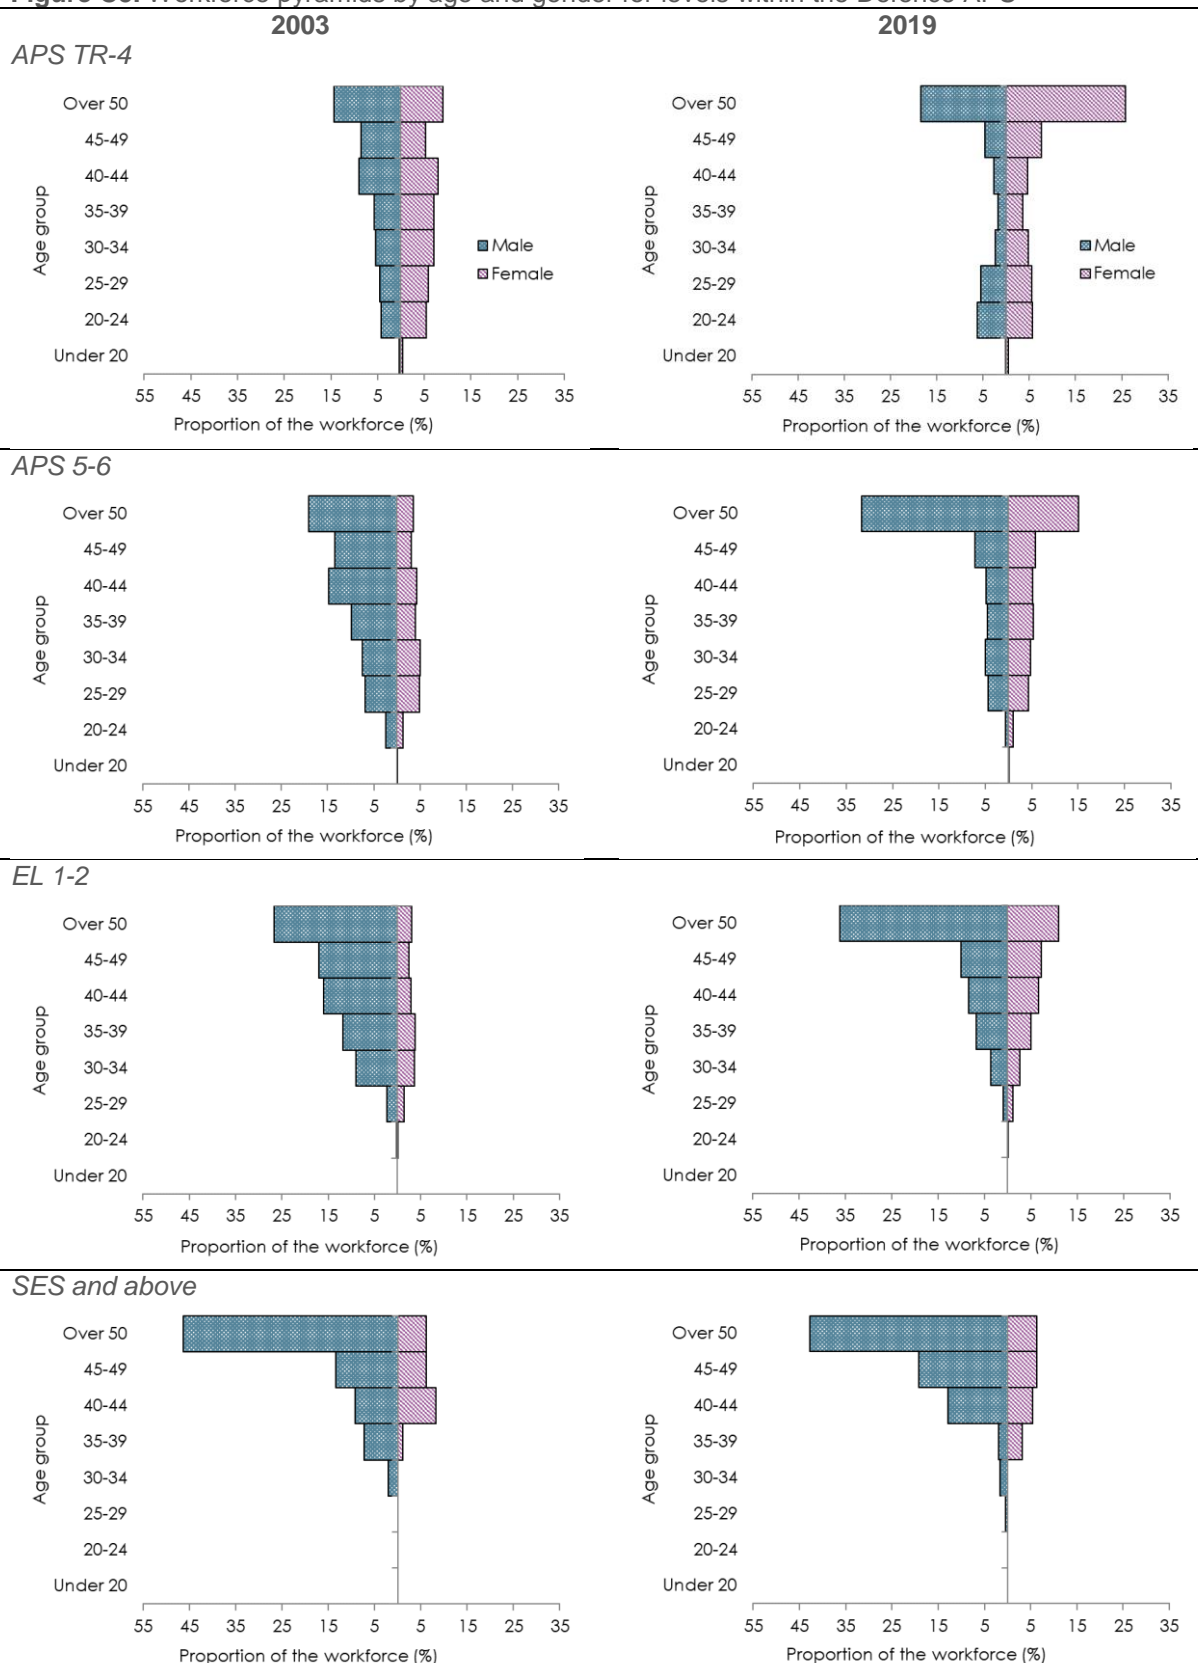 2003 2019
APS TR-4
Over 50
45-49
40-44
35-39
30-34
25-29
20-24
Under 20
Age group
Male
Female
55 45 35 25 15 5 5 15 25 35
Proportion of the workforce (%)
Over 50
45-49
40-44
35-39
30-34
25-29
20-24
Under 20
Age group
Male
Female
55 45 35 25 15 5 5 15 25 35
Proportion of the workforce (%)
APS 5-6
Over 50
45-49
40-44
35-39
30-34
25-29
20-24
Under 20
Age group
55 45 35 25 15 5 5 15 25 35
Proportion of the workforce (%)
Over 50
45-49
40-44
35-39
30-34
25-29
20-24
Under 20
Age group
55 45 35 25 15 5 5 15 25 35
Proportion of the workforce (%)
EL 1-2
Over 50
45-49
40-44
35-39
30-34
25-29
20-24
Under 20
Age group
55 45 35 25 15 5 5 15 25 35
Proportion of the workforce (%)
Over 50
45-49
40-44
35-39
30-34
25-29
20-24
Under 20
Age group
55 45 35 25 15 5 5 15 25 35
Proportion of the workforce (%)
SES and above
Over 50
45-49
40-44
35-39
30-34
25-29
20-24
Under 20
Age group
55 45 35 25 15 5 5 15 25 35
Proportion of the workforce (%)
Over 50
45-49
40-44
35-39
30-34
25-29
20-24
Under 20
Age group
55 45 35 25 15 5 5 15 25 35
Proportion of the workforce (%)